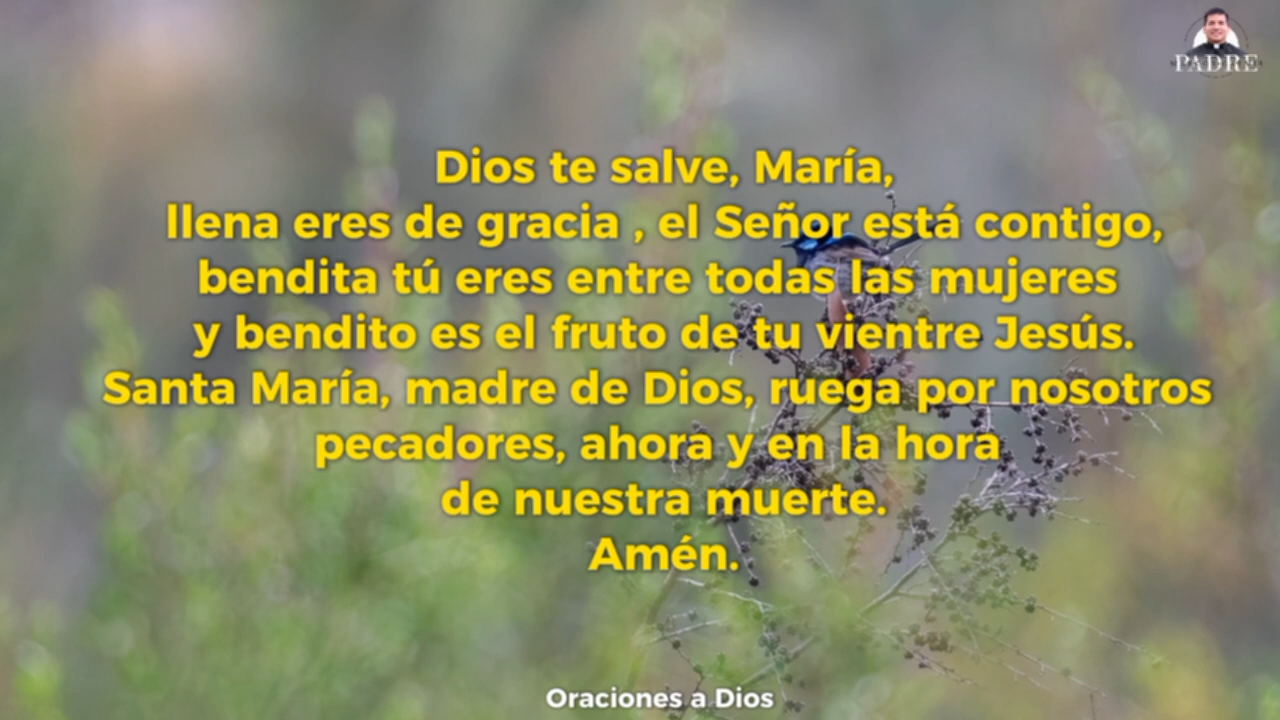 PADRE
Dios te salve, María,
llena eres de gracia , el Señor está contigo,
bendita tú eres entre todas las mujeres
y bendito es el fruto de tu vientre Jesús.
Santa María, madre de Dios, ruega por nosotros
pecadores, ahora y en la hora
de nuestra muerte.
Amén.
Oraciones a Dios